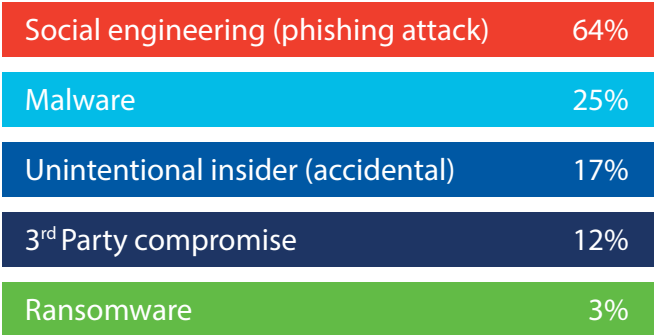 Social engineering (phishing attack) 64%
Malware 25%
Unintentional insider (accidental) 17%
3rd Party compromise 12%
Ransomware 3%